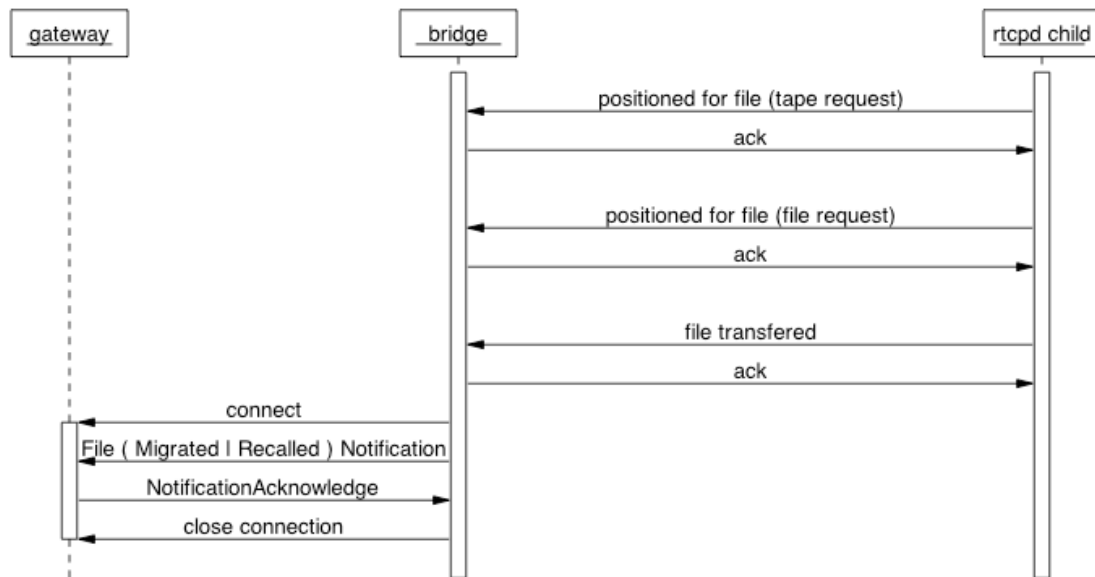 gateway
bridge
rtcpd child
positioned for file (tape request)
ack
positioned for file (file request)
ack
file transfered
ack
connect
File ( Migrated | Recalled ) Notification
NotificationAcknowledge
close connection